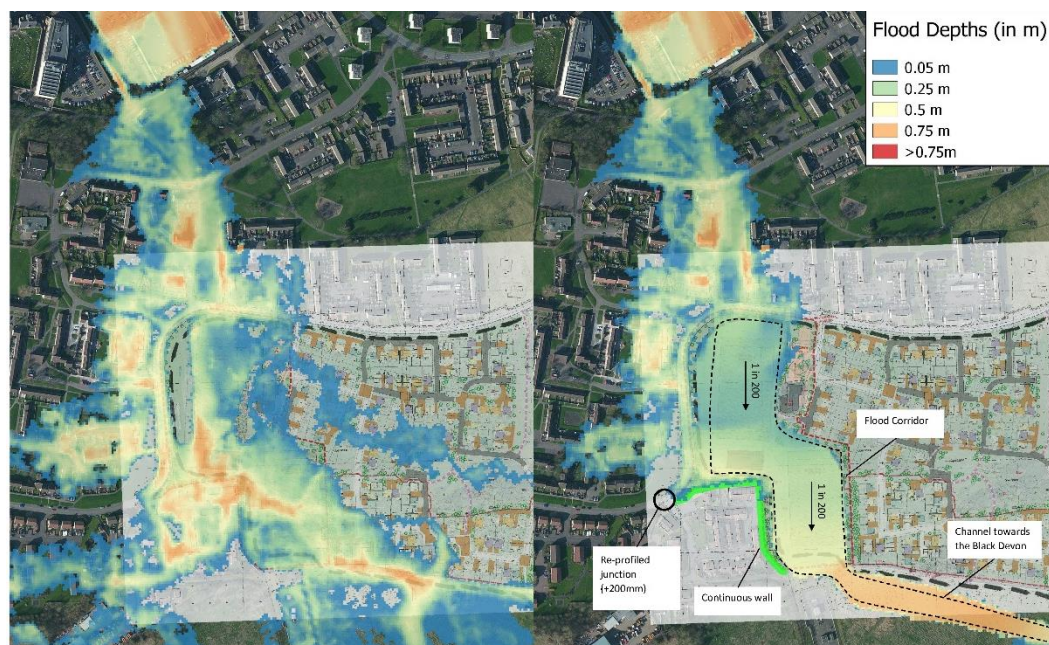 Flood Depths (in m)
0.05 m
0.25 m
0.5 m
0.75 m
>0.75m
1 in 200
Flood Corridor
1 in 200
Channel towards
the Black Devon
Re-profiled
junction
(+200mm)
Continuous wall